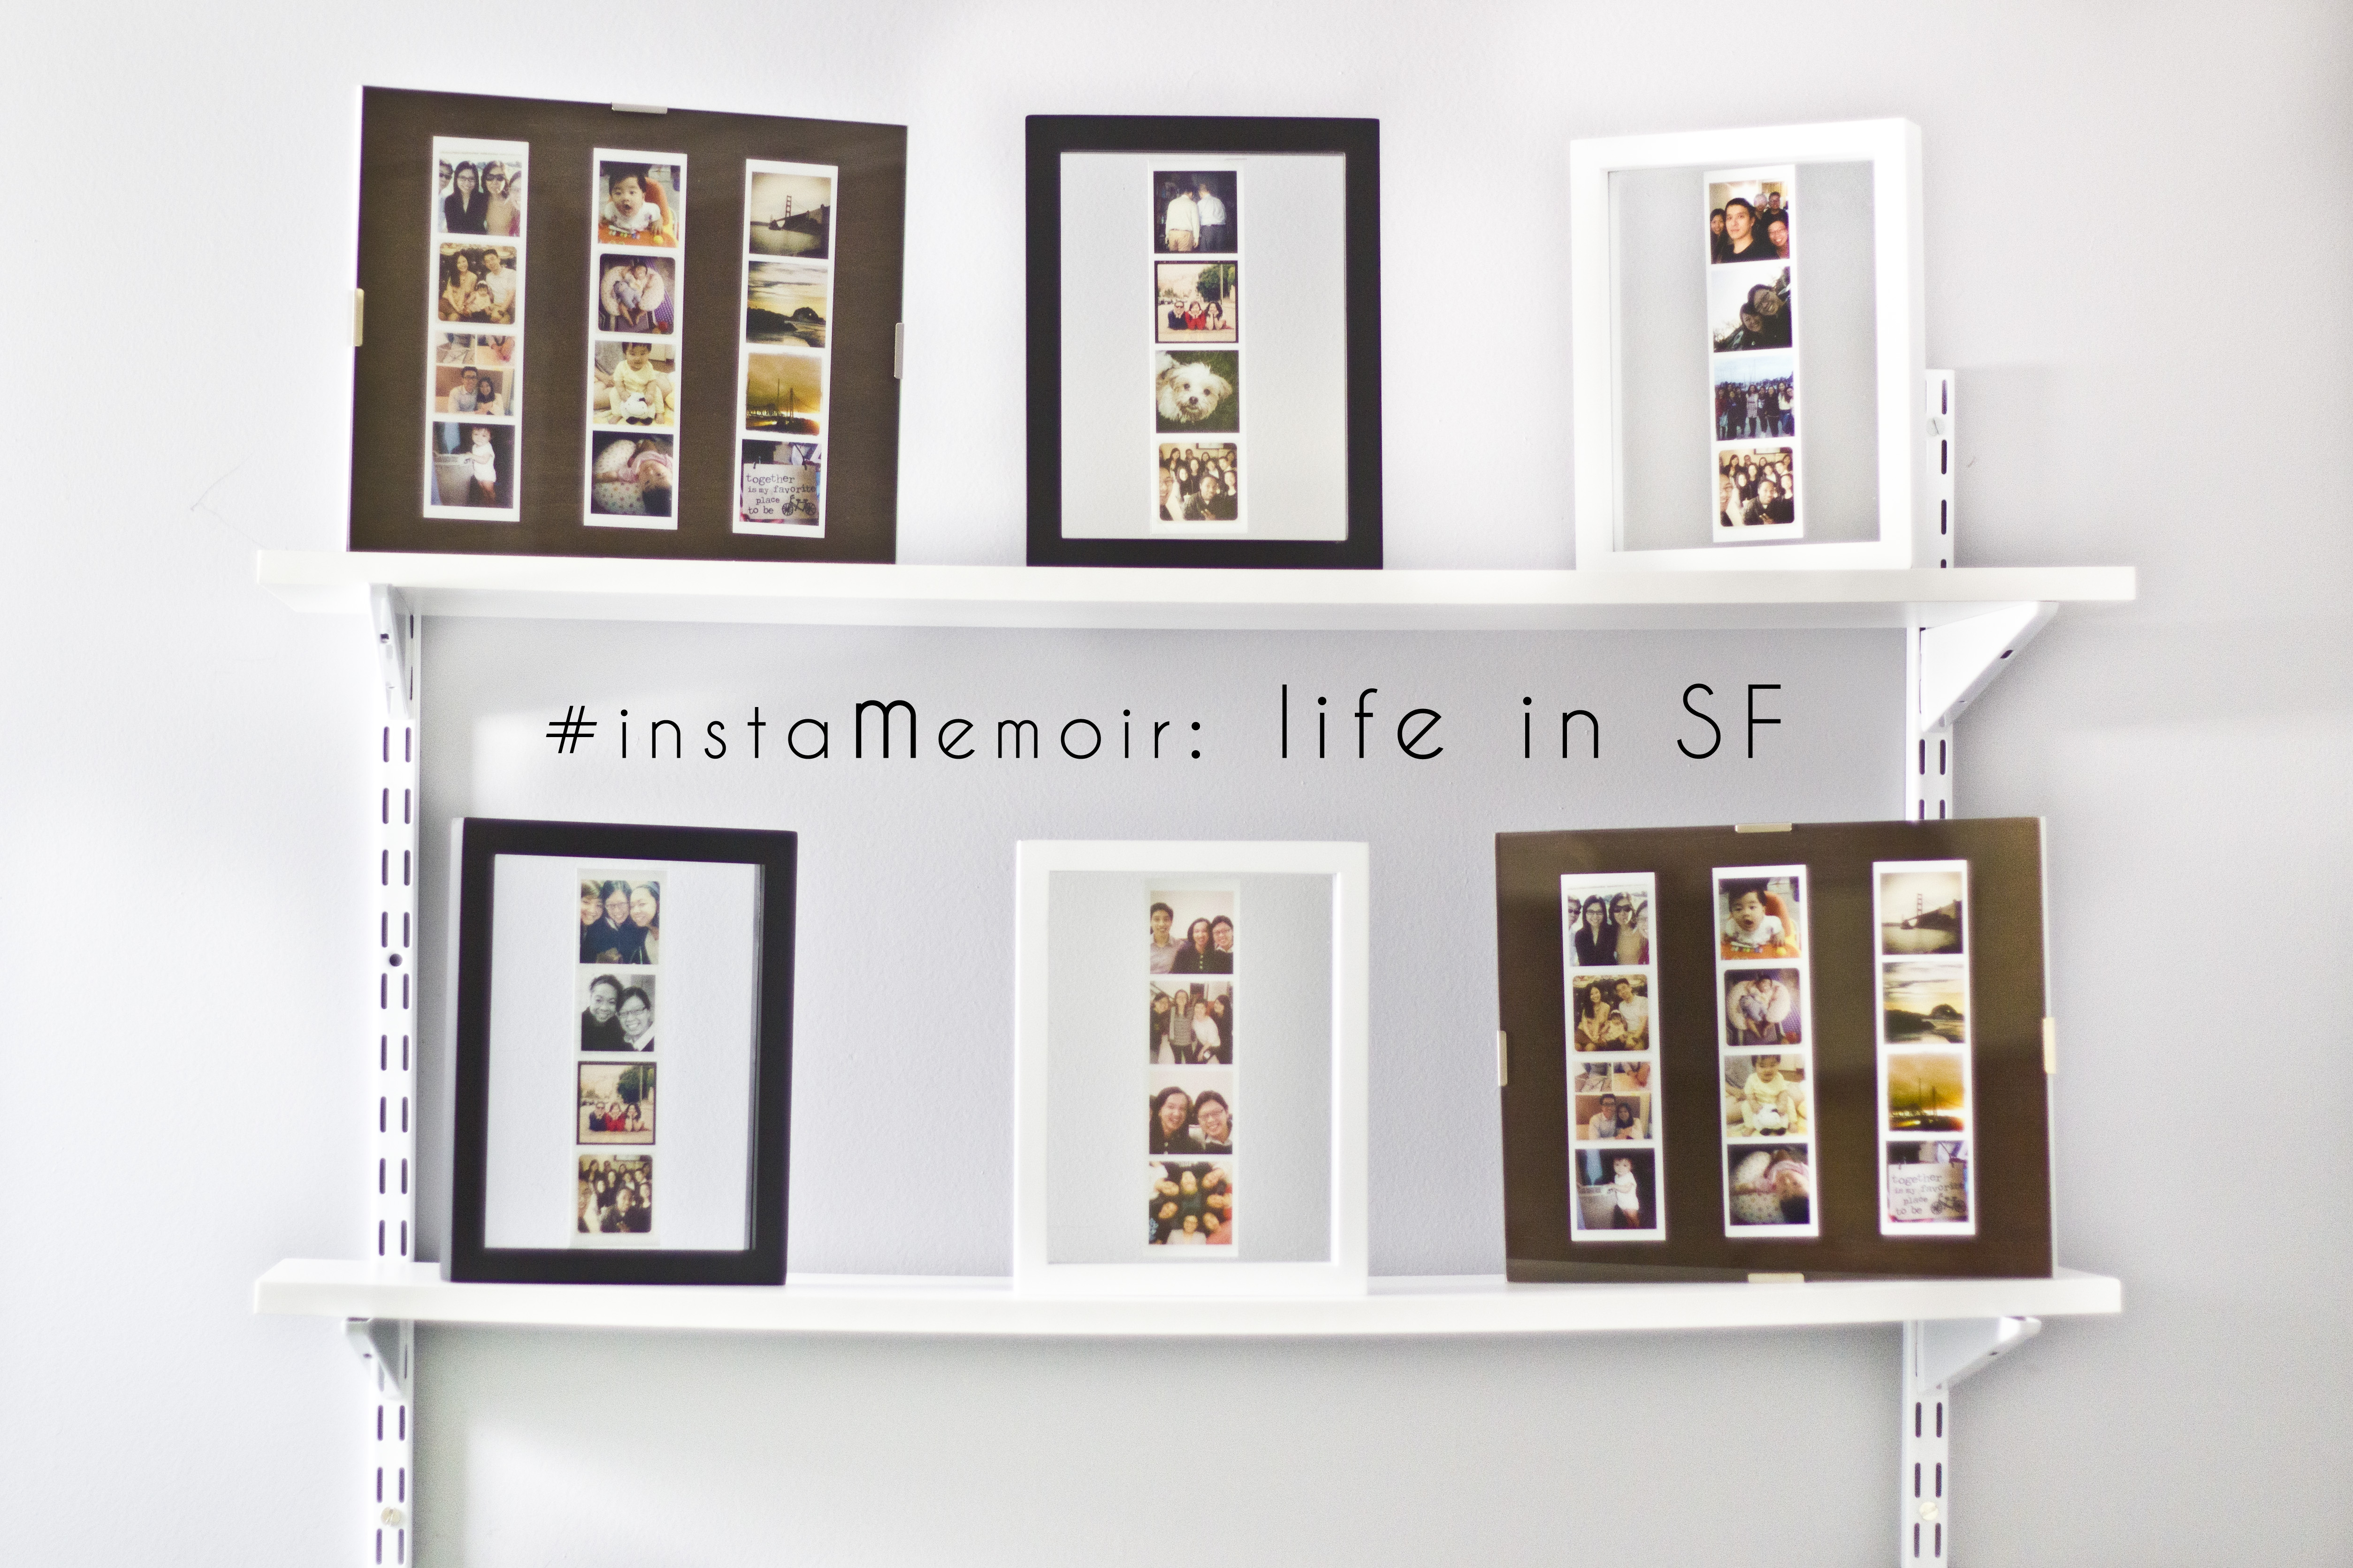 together
is my favorite
place
to be
#instaMemoir: life in SF
together
is my favorite
place
to be